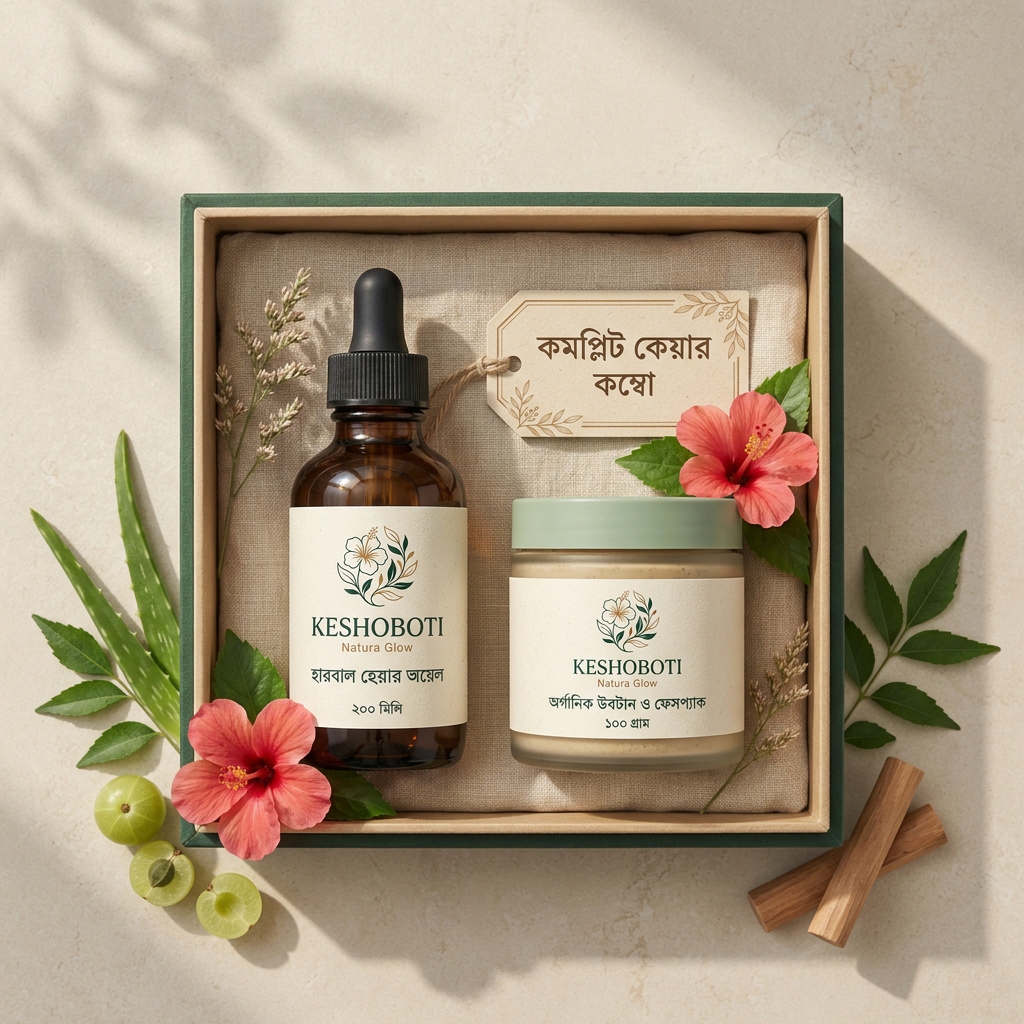 কমপ্লিট কেয়ার
কম্বো
KESHOBOTI
Natura Glow
হারবাল হেয়ার অয়েল
২০০ মিলি
KESHOBOTI
Natura Glow
অর্গানিক উবটান ও ফেসপ্যাক
১০০ গ্রাম